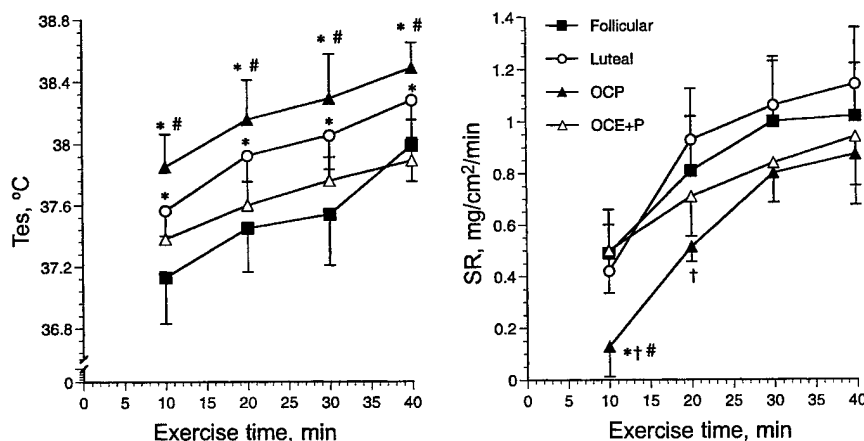 38.8
38.4
38
37.6
37.2
36.8
0
Tes, ºC
* #
* #
* #
* #
*
*
*
*
0 5 10 15 20 25 30 35 40
Exercise time, min
1.4
1.2
1
0.8
0.6
0.4
0.2
0
SR, mg/cm²/min
Follicular
Luteal
OCP
OCE+P
†
*† #
0 5 10 15 20 25 30 35 40
Exercise time, min